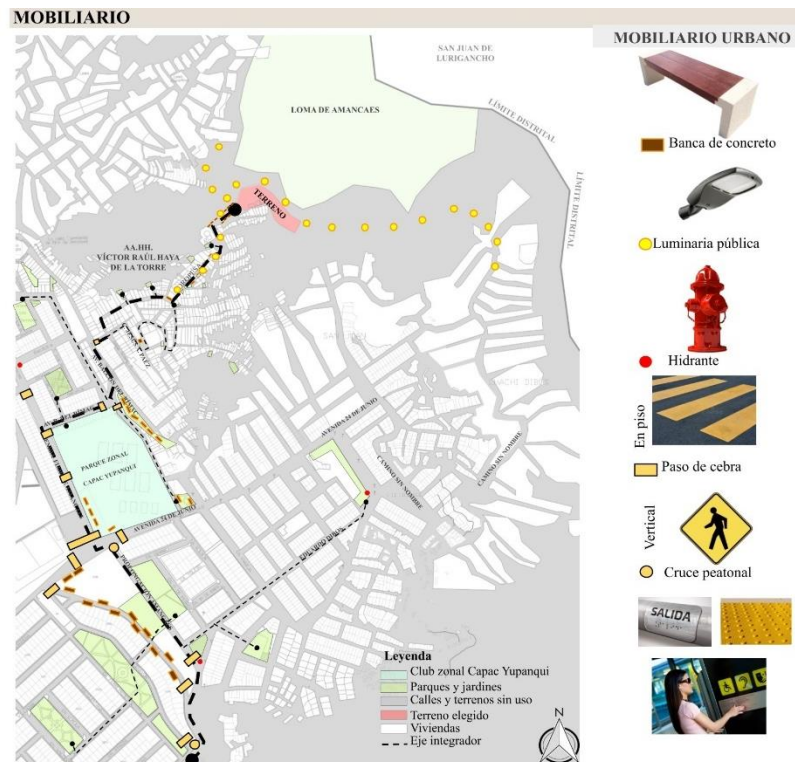 MOBILIARIO
MOBILIARIO URBANO
SAN JUAN DE
LURIGANCHO
LÍMITE DISTRITAL
LOMA DE AMANCAES
LÍMITE DISTRITAL
TERRENO
AA.HH.
VÍCTOR RAÚL HAYA
DE LA TORRE
AVENIDA 24 DE JUNIO
CAMINO SIN NOMBRE
CAMINO SIN NOMBRE
PARQUE ZONAL
CAPAC YUPANQUI
AVENIDA 24 DE JUNIO
Banca de concreto
Luminaria pública
Hidrante
En piso
Paso de cebra
Vertical
Cruce peatonal
SALIDA
Leyenda
Club zonal Capac Yupanqui
Parques y jardines
Calles y terrenos sin uso
Terreno elegido
Viviendas
Eje integrador
N